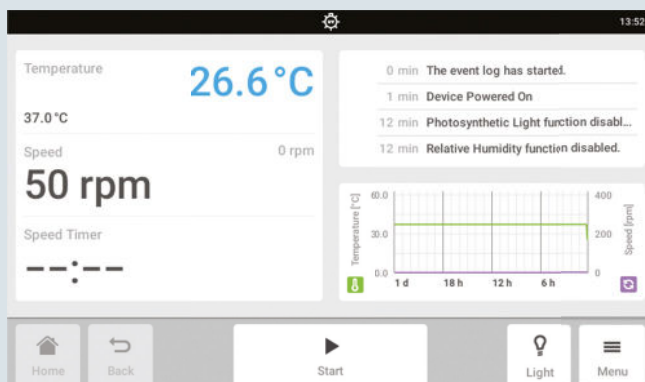 13:52
Temperature
26.6 °C
37.0 °C
Speed
0 rpm
50 rpm
Speed Timer
--:--
0 min The event log has started.
1 min Device Powered On
12 min Photosynthetic Light function disabl...
12 min Relative Humidity function disabled.
Temperature [°C]
60.0
30.0
0.0
400
200
0
Speed [rpm]
1 d 18 h 12 h 6 h
Home
Back
Start
Light
Menu